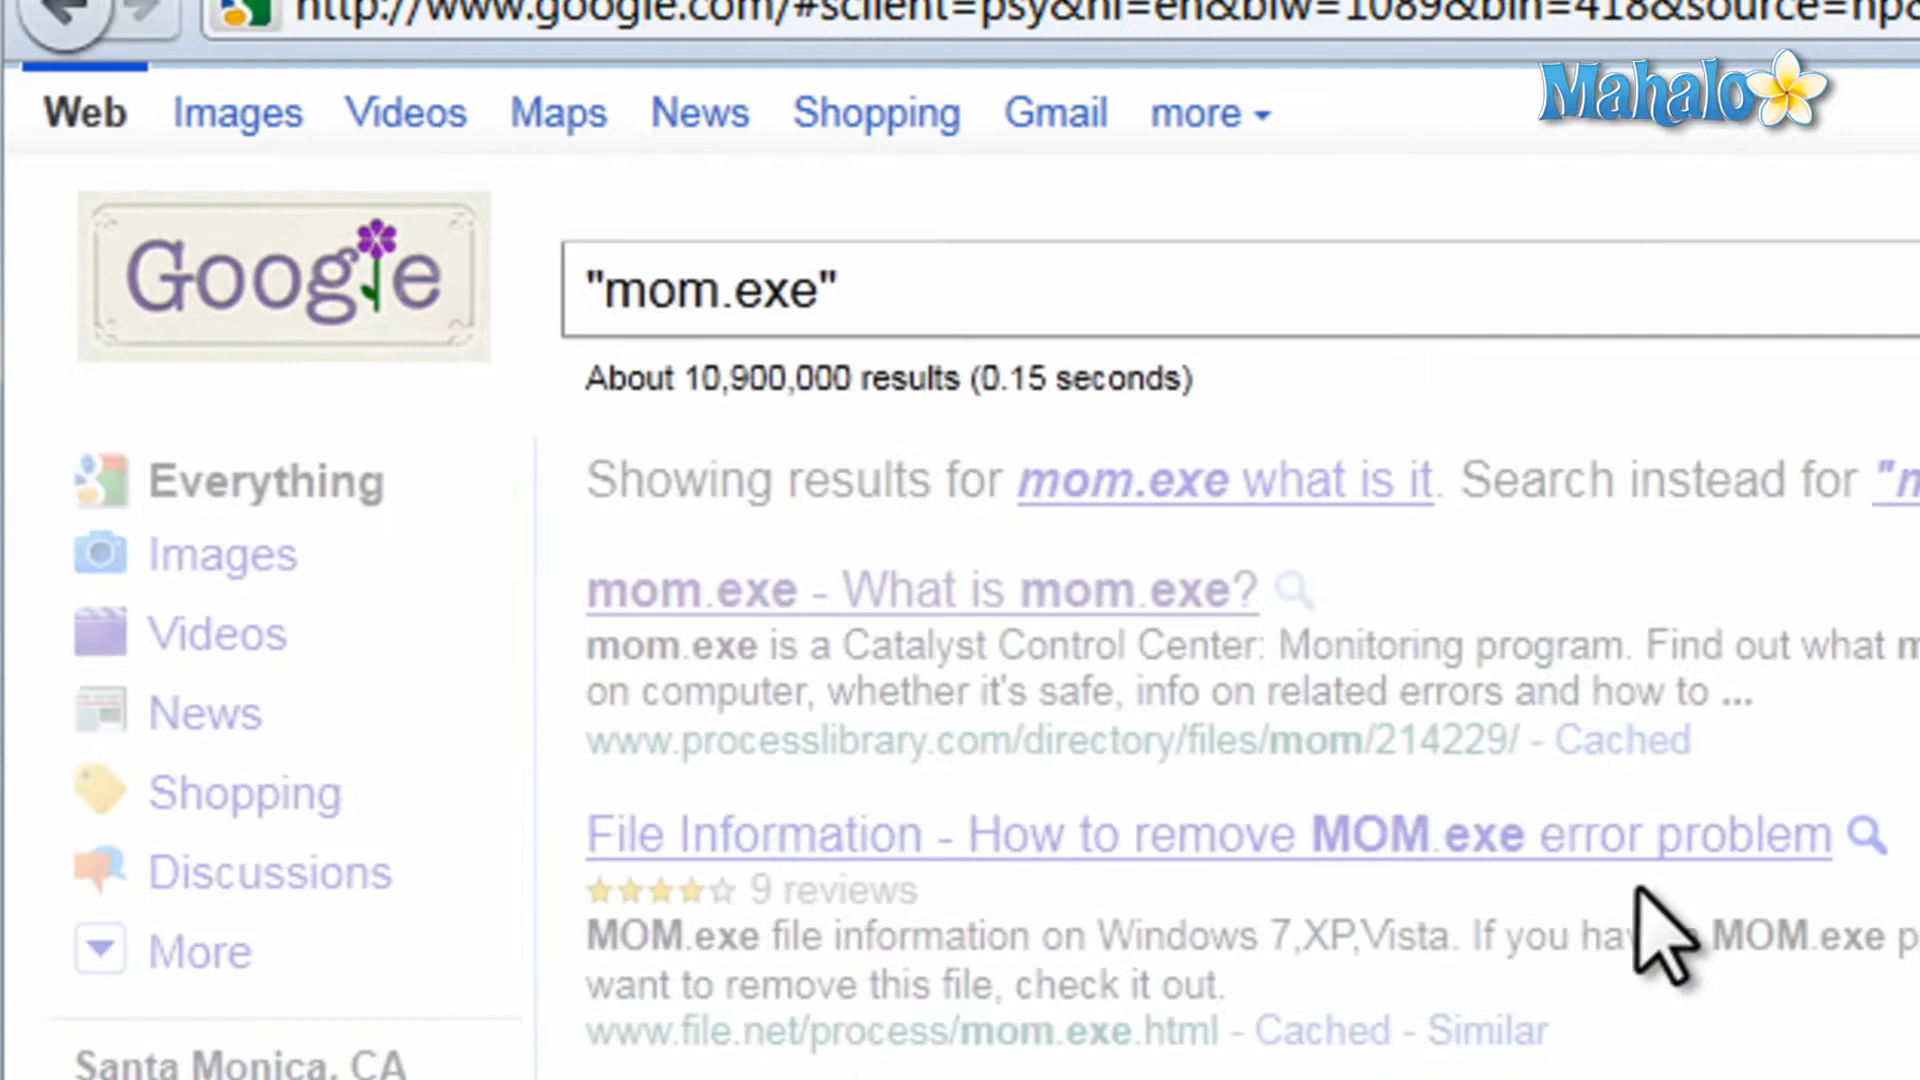 http://www.google.com/#sclient=psy&hl=en&biw=1089&bih=418&source=hp&
Mahalo
Web Images Videos Maps News Shopping Gmail more
Google
"mom.exe"
About 10,900,000 results (0.15 seconds)
Everything
Images
Videos
News
Shopping
Discussions
More
Santa Monica, CA
Showing results for mom.exe what is it. Search instead for "m
mom.exe - What is mom.exe?
mom.exe is a Catalyst Control Center: Monitoring program. Find out what m
on computer, whether it's safe, info on related errors and how to ...
www.processlibrary.com/directory/files/mom/214229/ - Cached
File Information - How to remove MOM.exe error problem
9 reviews
MOM.exe file information on Windows 7,XP,Vista. If you have MOM.exe p
want to remove this file, check it out.
www.file.net/process/mom.exe.html - Cached - Similar